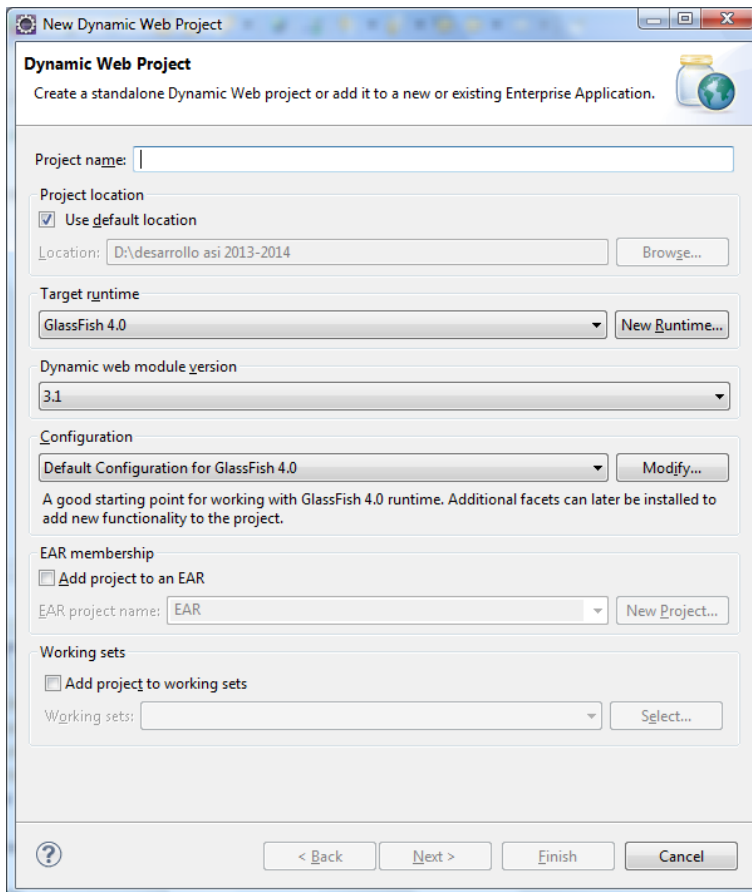 New Dynamic Web Project
Dynamic Web Project
Create a standalone Dynamic Web project or add it to a new or existing Enterprise Application.
Project name:
Project location
Use default location
Location: D:\desarrollo asi 2013-2014 Browse...
Target runtime
GlassFish 4.0 New Runtime...
Dynamic web module version
3.1
Configuration
Default Configuration for GlassFish 4.0 Modify...
A good starting point for working with GlassFish 4.0 runtime. Additional facets can later be installed to
add new functionality to the project.
EAR membership
Add project to an EAR
EAR project name: EAR New Project...
Working sets
Add project to working sets
Working sets: Select...
? < Back Next > Finish Cancel